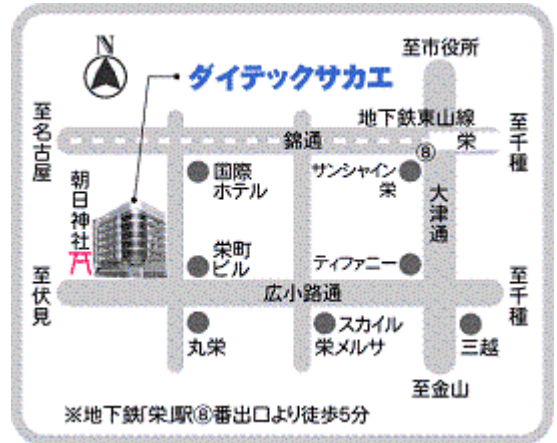 N
至市役所
ダイテックサカエ
地下鉄東山線
至名古屋
錦通
栄
至千種
⑧
朝日神社
国際
ホテル
サンシャイン
栄
大津通
栄町
ビル
ティファニー
至伏見
広小路通
至千種
丸栄
スカイル
栄メルサ
三越
至金山
※地下鉄「栄」駅⑧番出口より徒歩5分